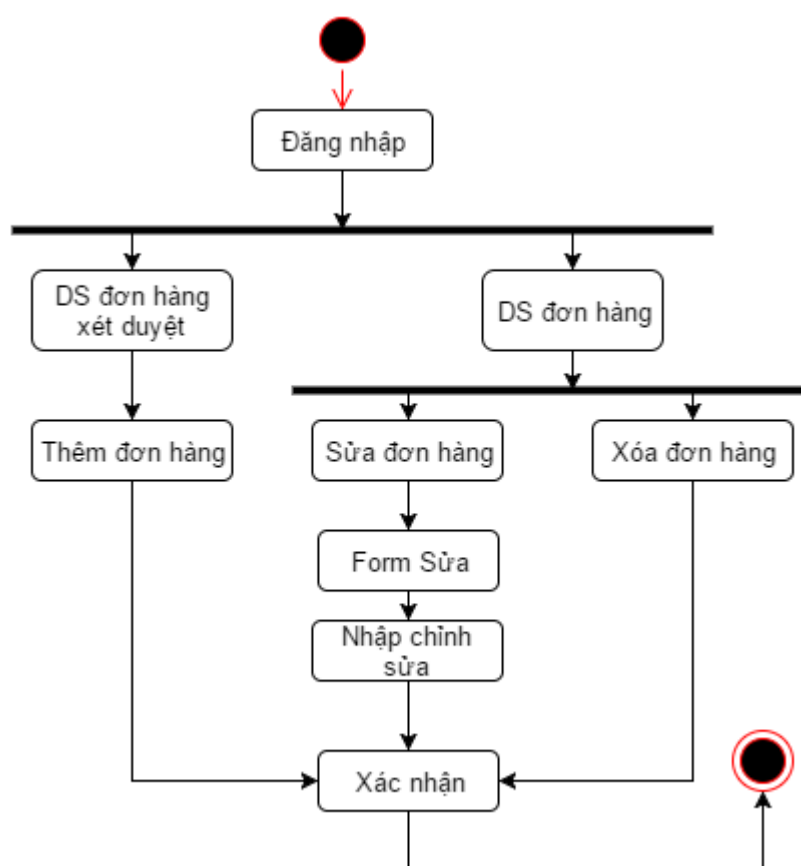 Đăng nhập
DS đơn hàng
xét duyệt
DS đơn hàng
Thêm đơn hàng
Sửa đơn hàng
Xóa đơn hàng
Form Sửa
Nhập chỉnh
sửa
Xác nhận